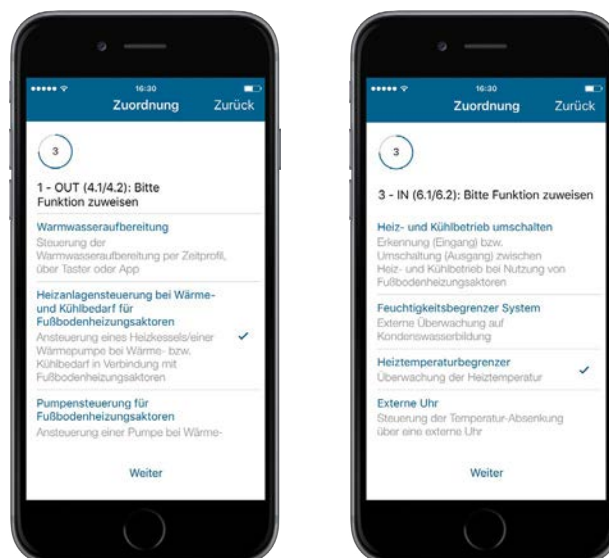 16:30
Zuordnung Zurück
3
1 - OUT (4.1/4.2): Bitte
Funktion zuweisen
Warmwasseraufbereitung
Steuerung der
Warmwasseraufbereitung per Zeitprofil,
über Taster oder App
Heizanlagensteuerung bei Wärme-
und Kühlbedarf für
Fußbodenheizungsaktoren
Ansteuerung eines Heizkessels/einer
Wärmepumpe bei Wärme- bzw.
Kühlbedarf in Verbindung mit
Fußbodenheizungsaktoren
Pumpensteuerung für
Fußbodenheizungsaktoren
Ansteuerung einer Pumpe bei Wärme-
Weiter
16:30
Zuordnung Zurück
3
3 - IN (6.1/6.2): Bitte Funktion zuweisen
Heiz- und Kühlbetrieb umschalten
Erkennung (Eingang) bzw.
Umschaltung (Ausgang) zwischen
Heiz- und Kühlbetrieb bei Nutzung von
Fußbodenheizungsaktoren
Feuchtigkeitsbegrenzer System
Externe Überwachung auf
Kondenswasserbildung
Heiztemperaturbegrenzer
Überwachung der Heiztemperatur
Externe Uhr
Steuerung der Temperatur-Absenkung
über eine externe Uhr
Weiter